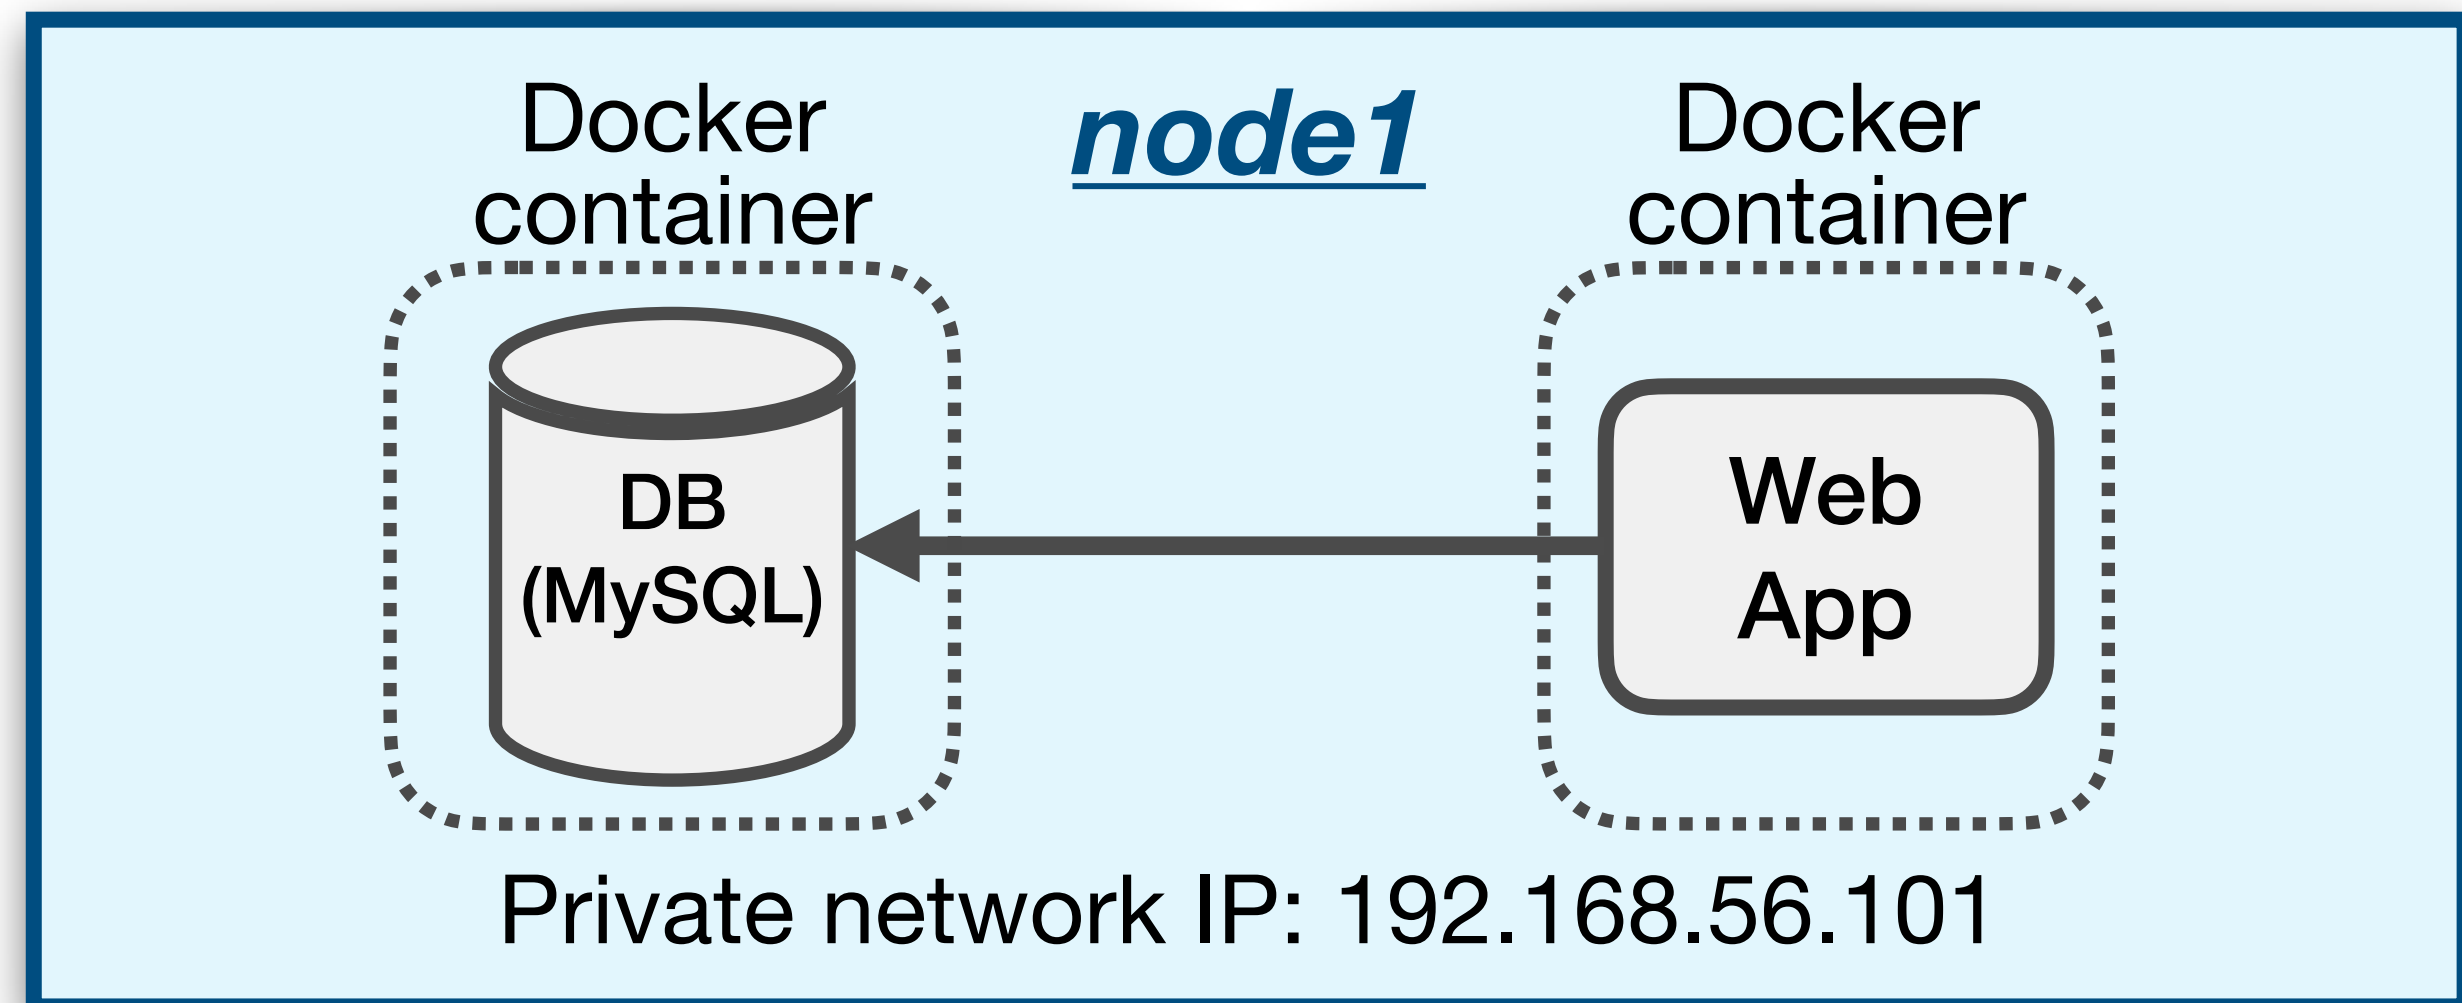 Docker
container
node1
Docker
container
DB
(MySQL)
Web
App
Private network IP: 192.168.56.101